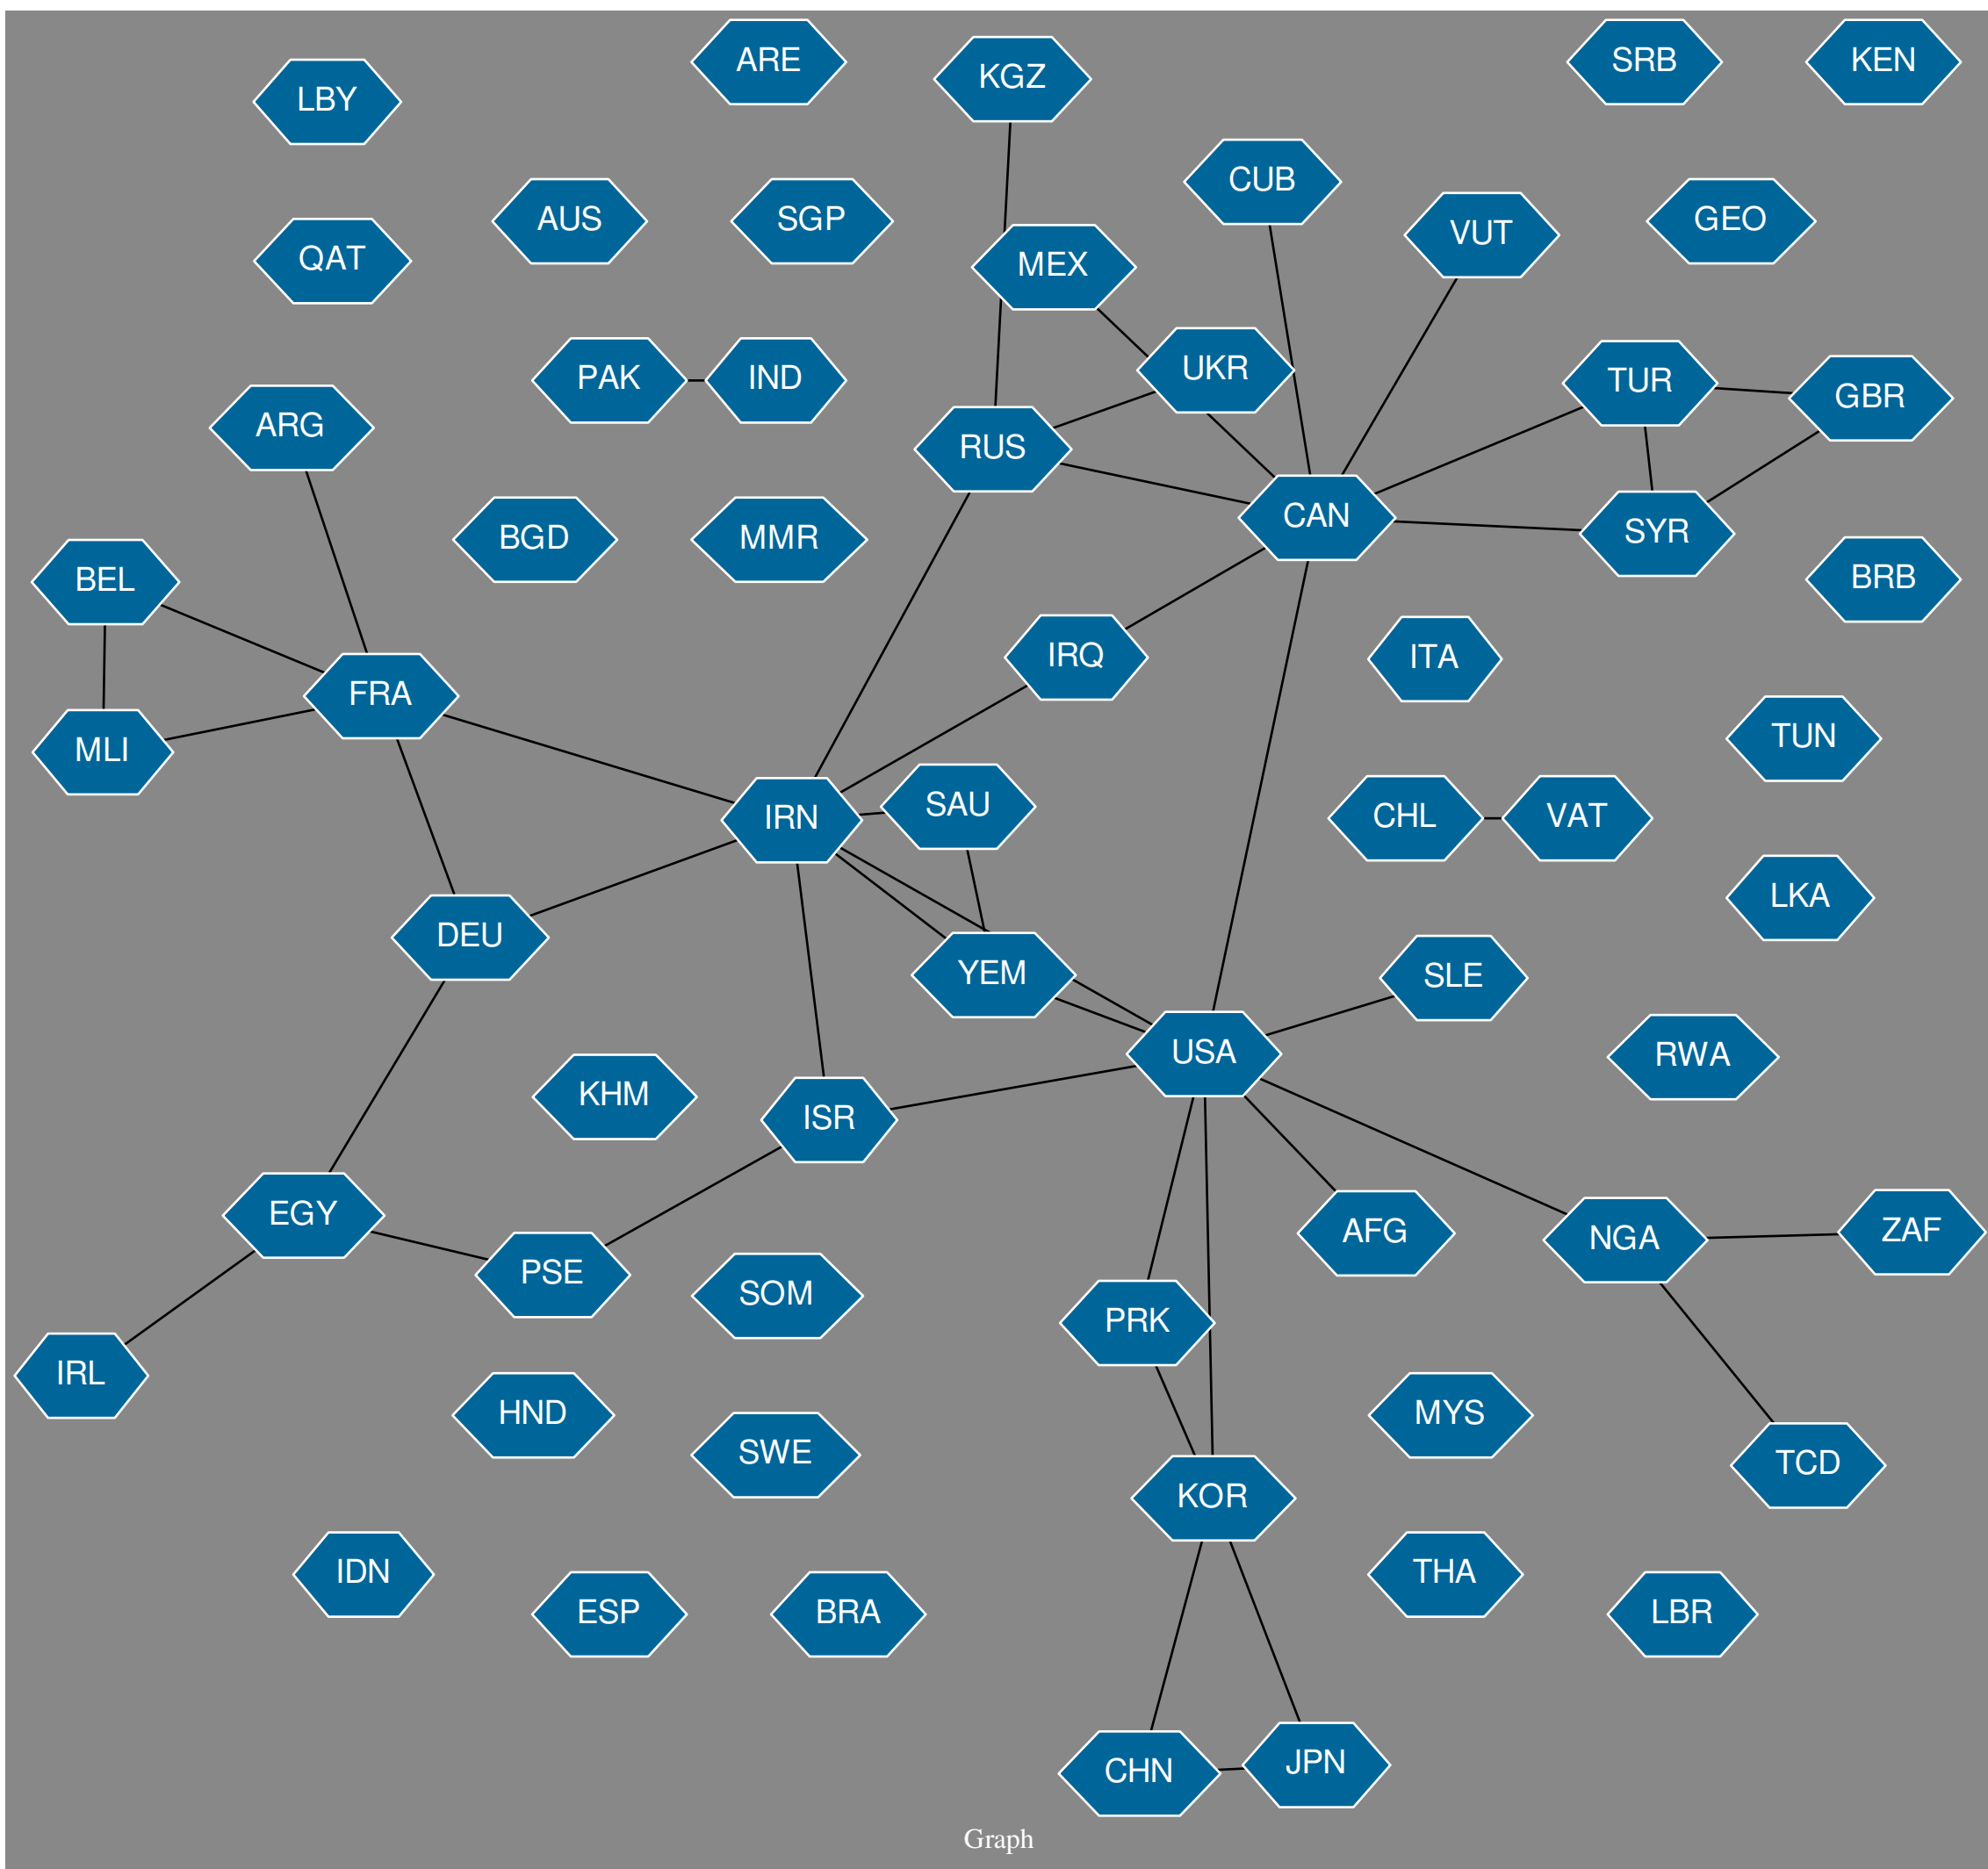 ARE
SRB
KEN
KGZ
LBY
CUB
AUS
SGP
GEO
VUT
QAT
MEX
UKR
PAK
IND
TUR
GBR
ARG
RUS
CAN
SYR
BGD
MMR
BEL
BRB
IRQ
ITA
FRA
TUN
MLI
SAU
IRN
CHL
VAT
LKA
DEU
YEM
SLE
USA
RWA
KHM
ISR
EGY
AFG
ZAF
NGA
PSE
SOM
PRK
IRL
HND
MYS
SWE
TCD
KOR
IDN
THA
ESP
BRA
LBR
CHN
JPN
Graph